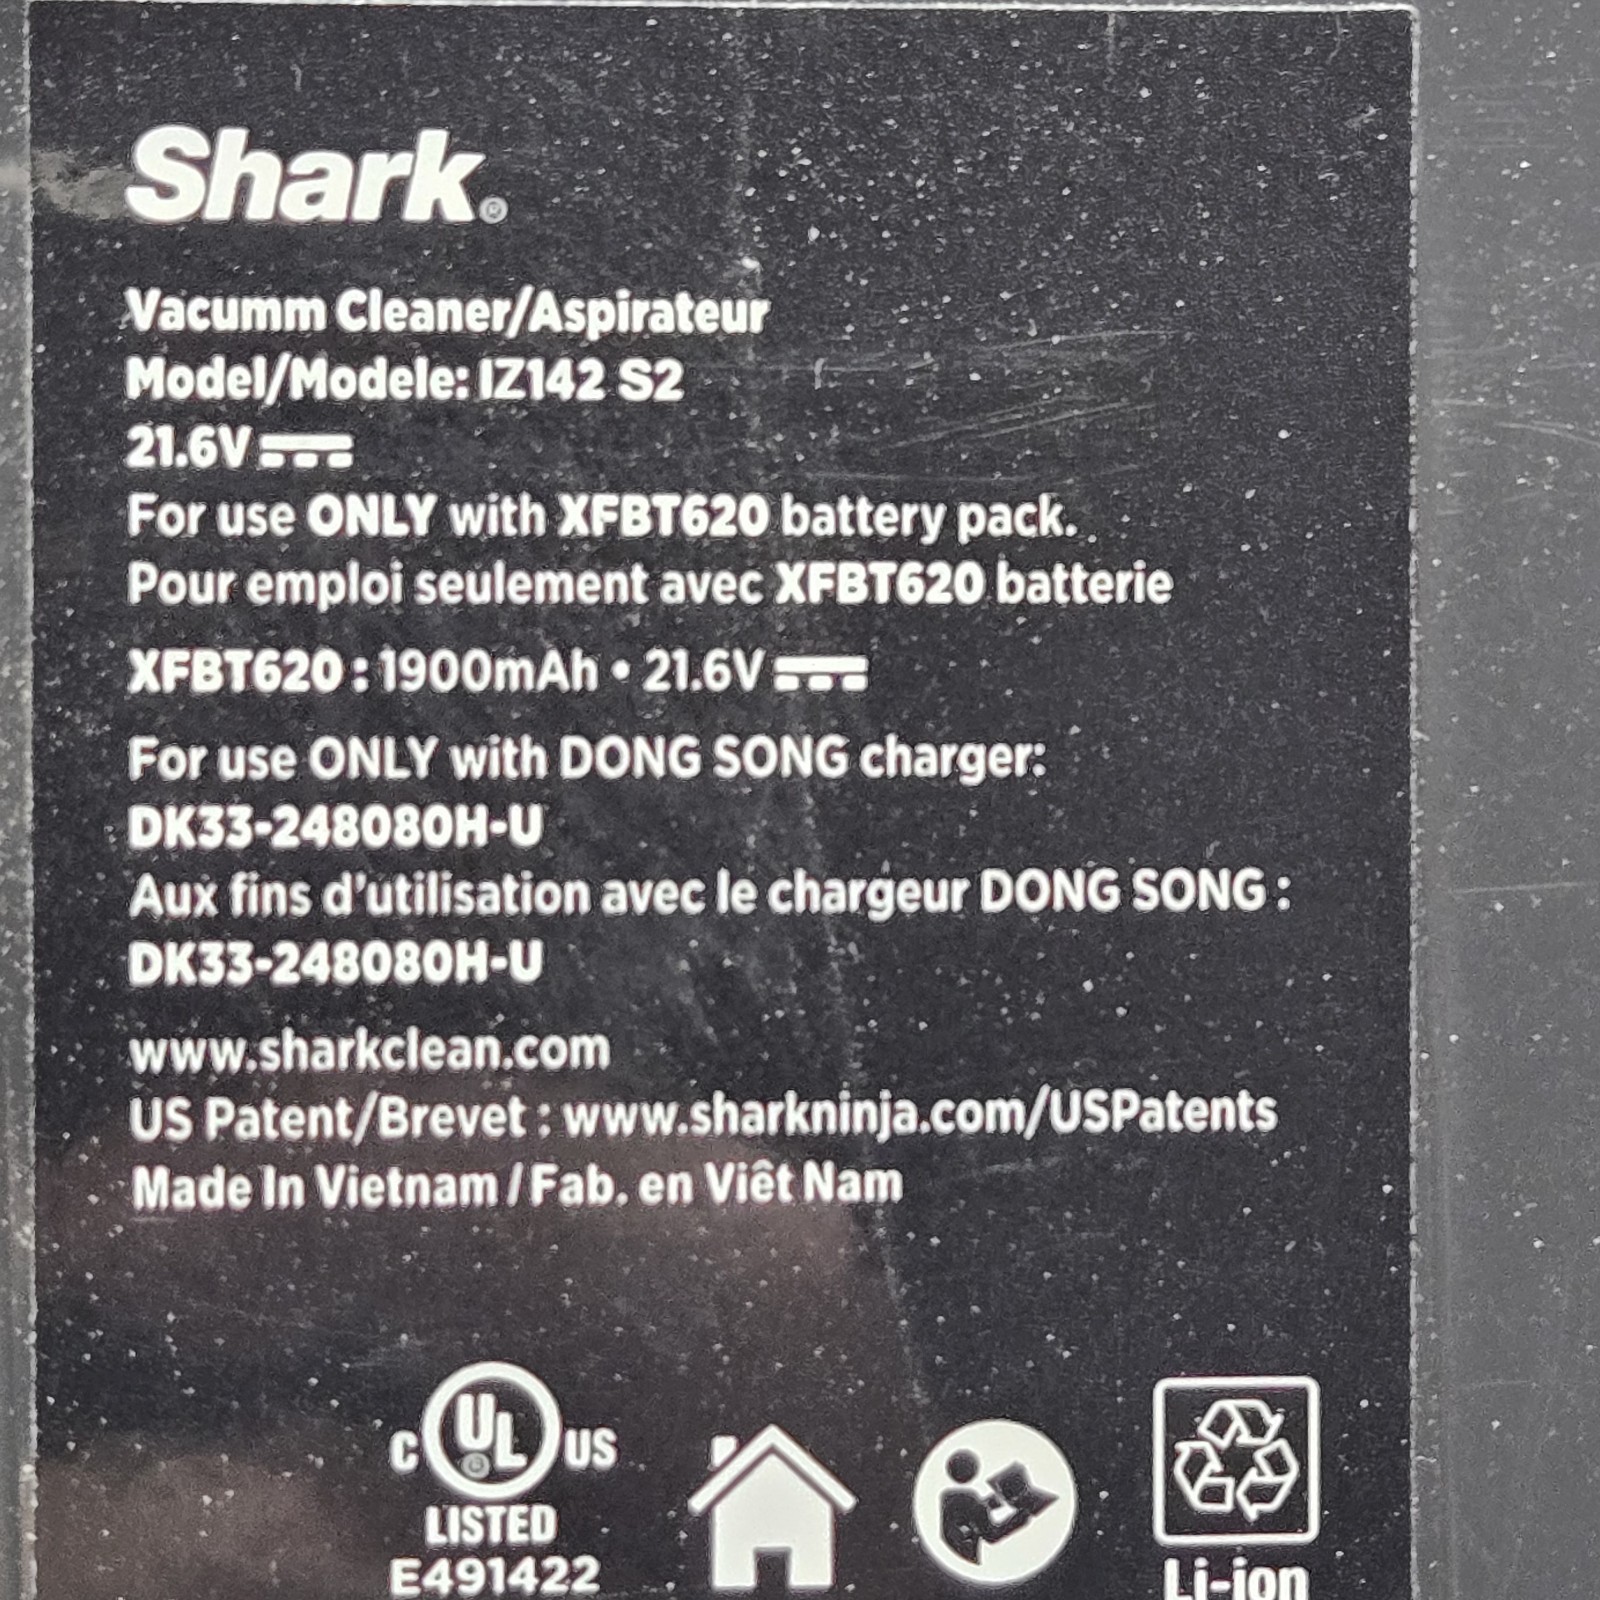 Shark®
Vacumm Cleaner/Aspirateur
Model/Modele: IZ142 S2
21.6V
For use ONLY with XFBT620 battery pack.
Pour emploi seulement avec XFBT620 batterie
XFBT620 : 1900mAh • 21.6V
For use ONLY with DONG SONG charger:
DK33-248080H-U
Aux fins d'utilisation avec le chargeur DONG SONG :
DK33-248080H-U
www.sharkclean.com
US Patent/Brevet : www.sharkninja.com/USPatents
Made In Vietnam / Fab. en Viêt Nam
C UL® US
LISTED
E491422
Li-ion